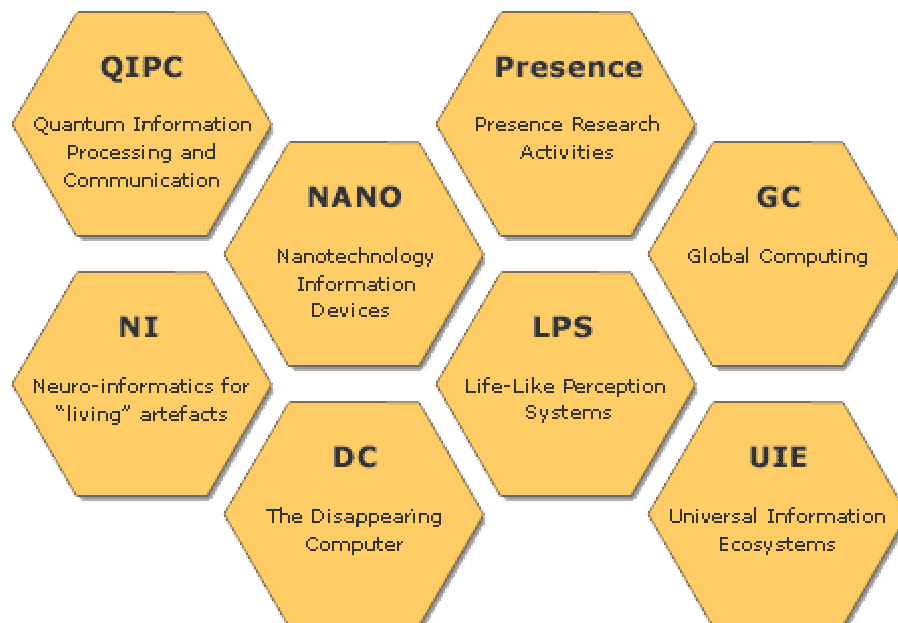 QIPC
Quantum Information
Processing and
Communication
Presence
Presence Research
Activities
NANO
Nanotechnology
Information
Devices
GC
Global Computing
NI
Neuro-informatics for
“living” artefacts
LPS
Life-Like Perception
Systems
DC
The Disappearing
Computer
UIE
Universal Information
Ecosystems